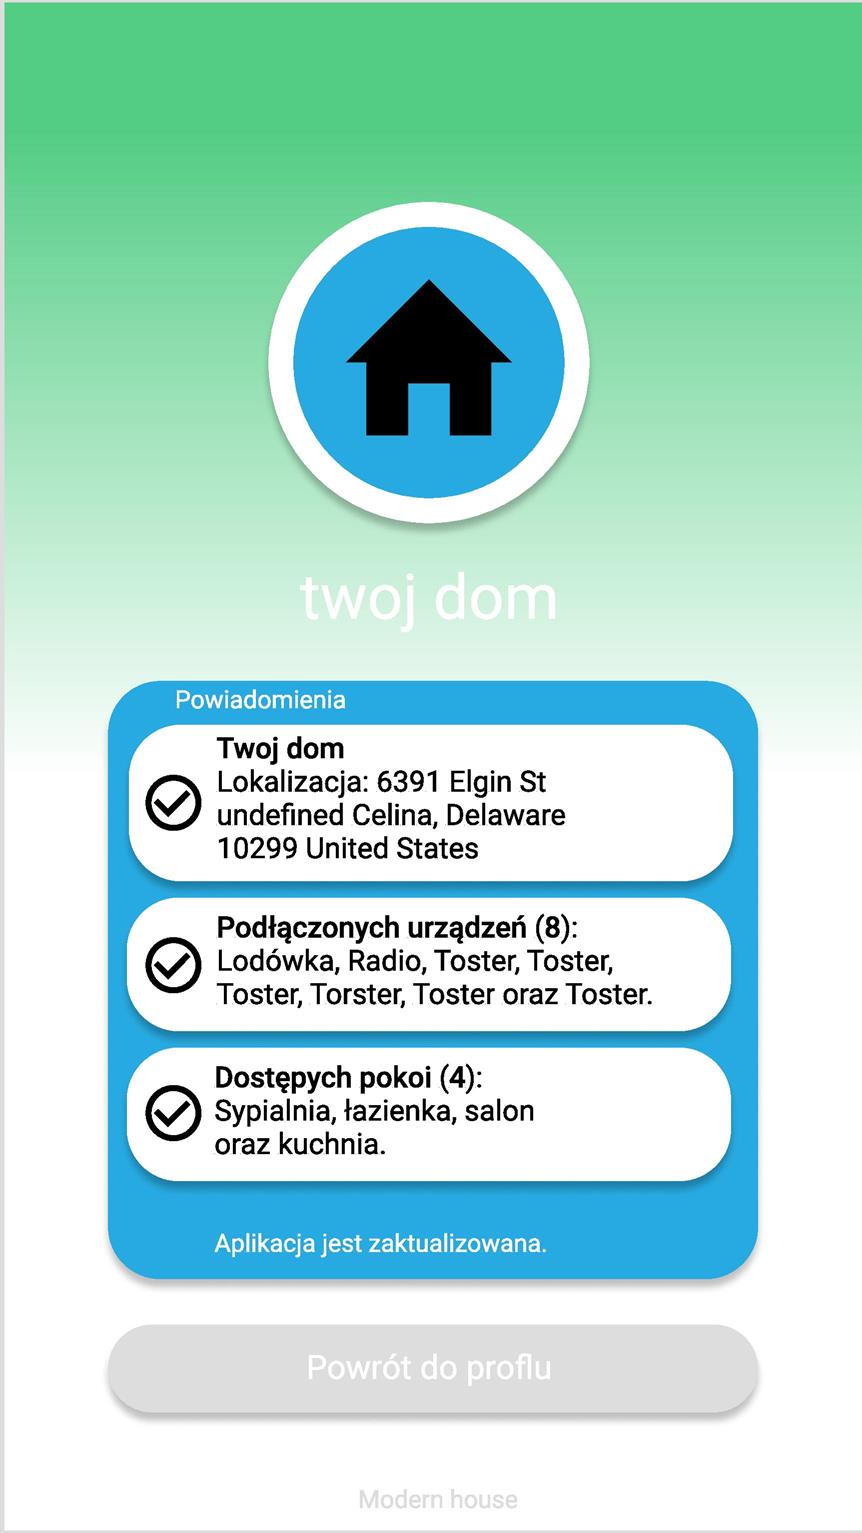 twoj dom
Powiadomienia
Twoj dom
Lokalizacja: 6391 Elgin St
undefined Celina, Delaware
10299 United States
Podłączonych urządzeń (8):
Lodówka, Radio, Toster, Toster,
Toster, Torster, Toster oraz Toster.
Dostępych pokoi (4):
Sypialnia, łazienka, salon
oraz kuchnia.
Aplikacja jest zaktualizowana.
Powrót do proflu
Modern house